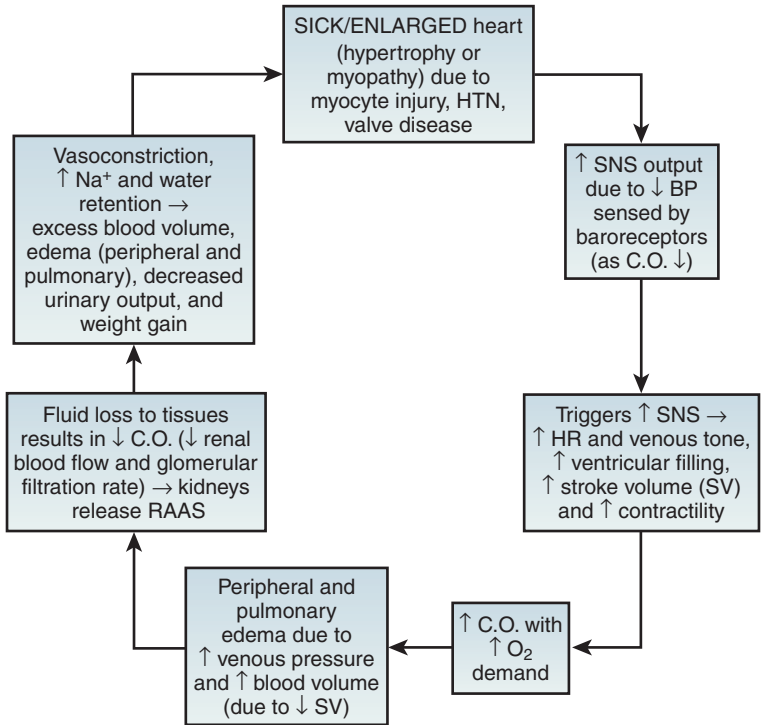 SICK/ENLARGED heart
(hypertrophy or
myopathy) due to
myocyte injury, HTN,
valve disease
↑ SNS output
due to ↓ BP
sensed by
baroreceptors
(as C.O. ↓)
Triggers ↑ SNS →
↑ HR and venous tone,
↑ ventricular filling,
↑ stroke volume (SV)
and ↑ contractility
↑ C.O. with
↑ O₂
demand
Peripheral and
pulmonary
edema due to
↑ venous pressure
and ↑ blood volume
(due to ↓ SV)
Fluid loss to tissues
results in ↓ C.O. (↓ renal
blood flow and glomerular
filtration rate) → kidneys
release RAAS
Vasoconstriction,
↑ Na⁺ and water
retention →
excess blood volume,
edema (peripheral and
pulmonary), decreased
urinary output, and
weight gain